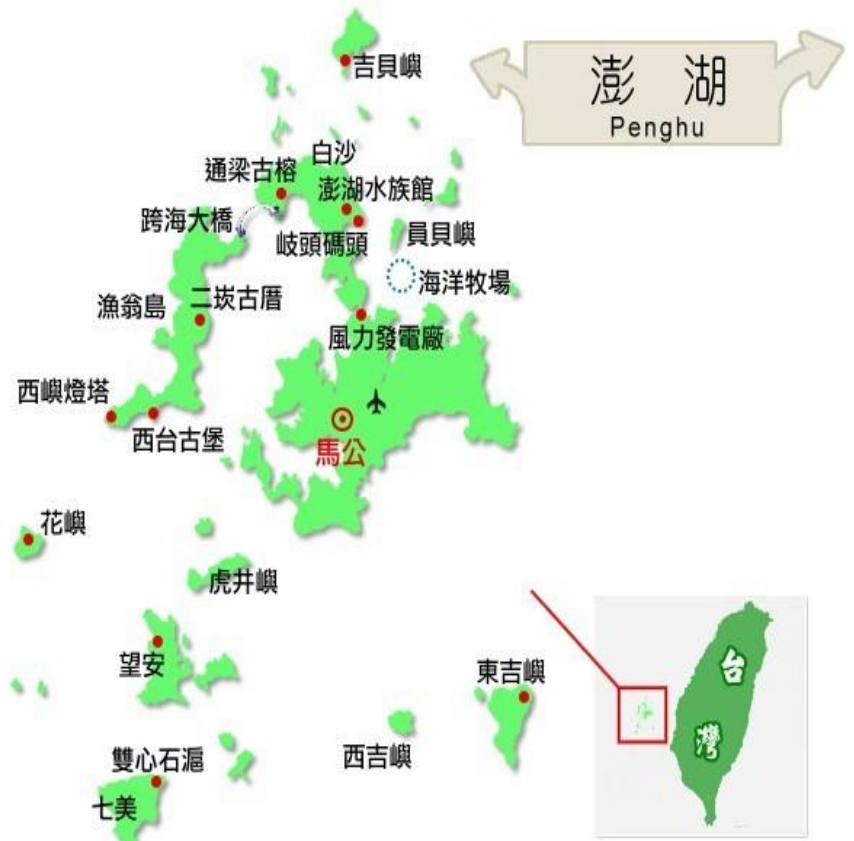 澎湖
Penghu
吉貝嶼
白沙
通梁古榕
澎湖水族館
跨海大橋
岐頭碼頭
員貝嶼
海洋牧場
二崁古厝
漁翁島
風力發電廠
西嶼燈塔
西台古堡
馬公
花嶼
虎井嶼
望安
東吉嶼
西吉嶼
雙心石滬
七美
台灣